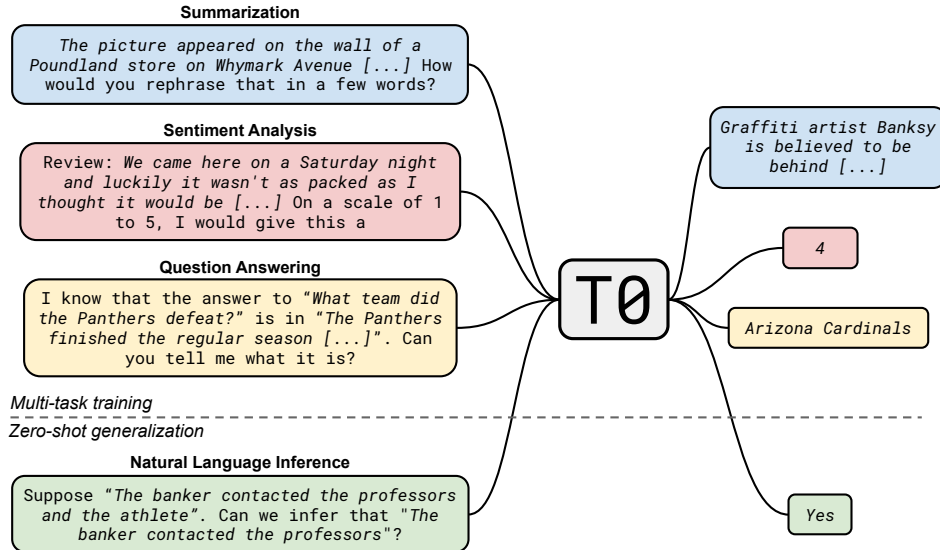 Summarization
The picture appeared on the wall of a
Poundland store on Whymark Avenue [...] How
would you rephrase that in a few words?
Sentiment Analysis
Review: We came here on a Saturday night
and luckily it wasn't as packed as I
thought it would be [...] On a scale of 1
to 5, I would give this a
Question Answering
I know that the answer to “What team did
the Panthers defeat?” is in “The Panthers
finished the regular season [...]”. Can
you tell me what it is?
Multi-task training
Zero-shot generalization
Natural Language Inference
Suppose “The banker contacted the professors
and the athlete”. Can we infer that "The
banker contacted the professors"?
T0
Graffiti artist Banksy
is believed to be
behind [...]
4
Arizona Cardinals
Yes